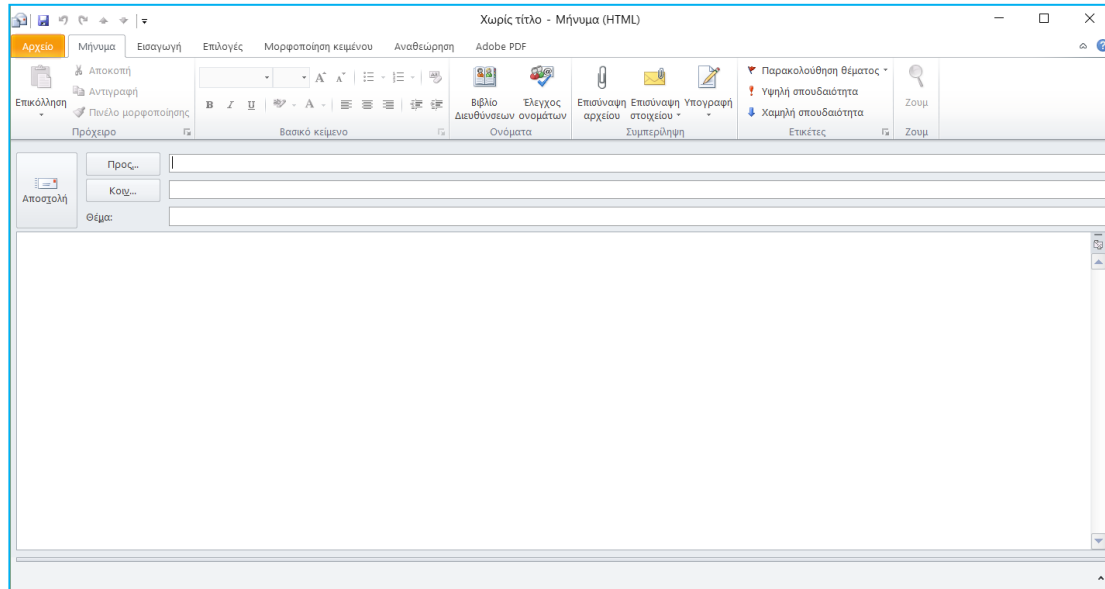 Χωρίς τίτλο - Μήνυμα (HTML)
Αρχείο Μήνυμα Εισαγωγή Επιλογές Μορφοποίηση κειμένου Αναθεώρηση Adobe PDF
Επικόλληση
Αποκοπή
Αντιγραφή
Πινέλο μορφοποίησης
Πρόχειρο
B I U A
Βασικό κείμενο
Βιβλίο Διευθύνσεων
Έλεγχος ονομάτων
Ονόματα
Επισύναψη αρχείου
Επισύναψη στοιχείου
Υπογραφή
Συμπερίληψη
Παρακολούθηση θέματος
Υψηλή σπουδαιότητα
Χαμηλή σπουδαιότητα
Ετικέτες
Ζουμ
Ζουμ
Αποστολή
Προς...
Κοιν...
Θέμα: